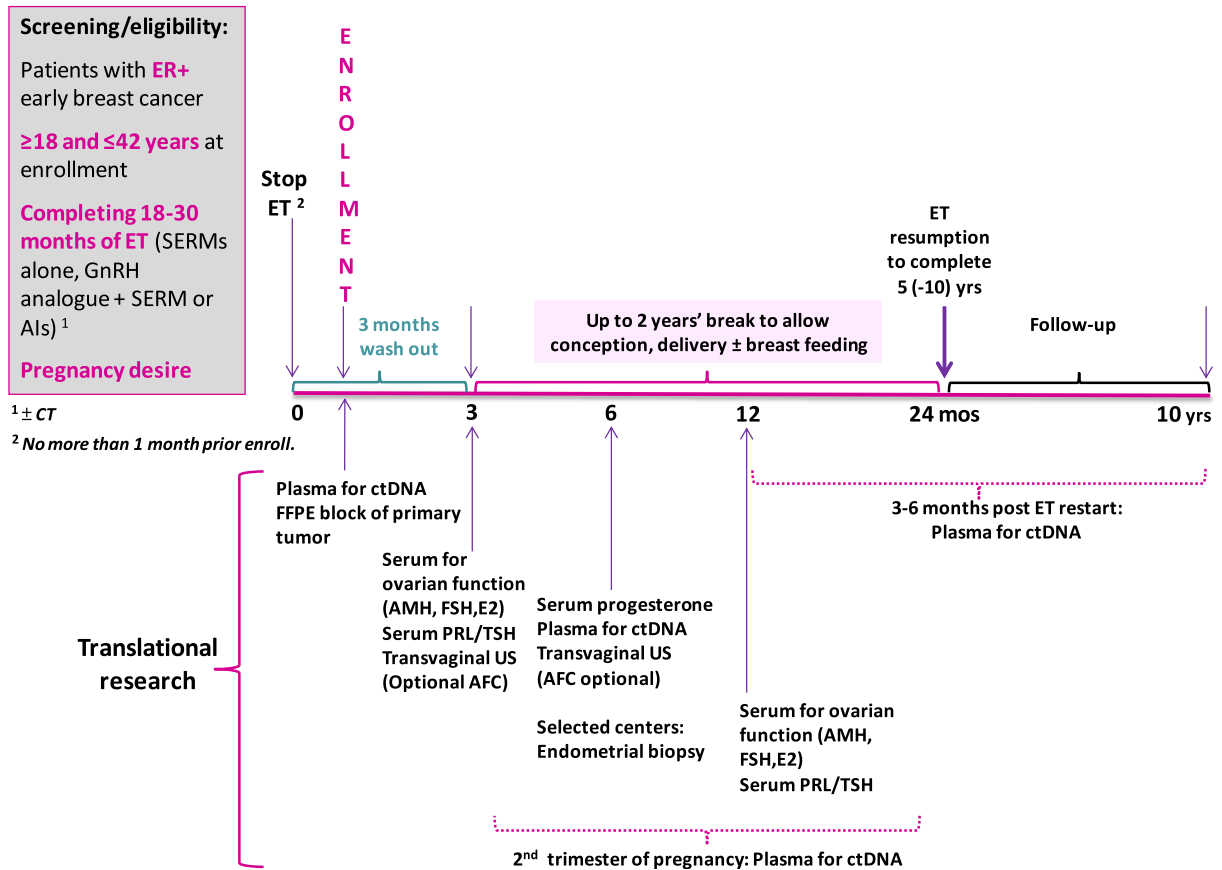 Screening/eligibility:
Patients with ER+
early breast cancer
≥18 and ≤42 years at
enrollment
Completing 18-30
months of ET (SERMs
alone, GnRH
analogue + SERM or
AIs) 1
Pregnancy desire
1 ± CT
2 No more than 1 month prior enroll.
Stop
ET 2
E
N
R
O
L
L
M
E
N
T
3 months
wash out
Up to 2 years’ break to allow
conception, delivery ± breast feeding
ET
resumption
to complete
5 (-10) yrs
Follow-up
0
3
6
12
24 mos
10 yrs
Translational
research
Plasma for ctDNA
FFPE block of primary
tumor
Serum for
ovarian function
(AMH, FSH,E2)
Serum PRL/TSH
Transvaginal US
(Optional AFC)
Serum progesterone
Plasma for ctDNA
Transvaginal US
(AFC optional)
Selected centers:
Endometrial biopsy
Serum for ovarian
function (AMH,
FSH,E2)
Serum PRL/TSH
3-6 months post ET restart:
Plasma for ctDNA
2nd trimester of pregnancy: Plasma for ctDNA